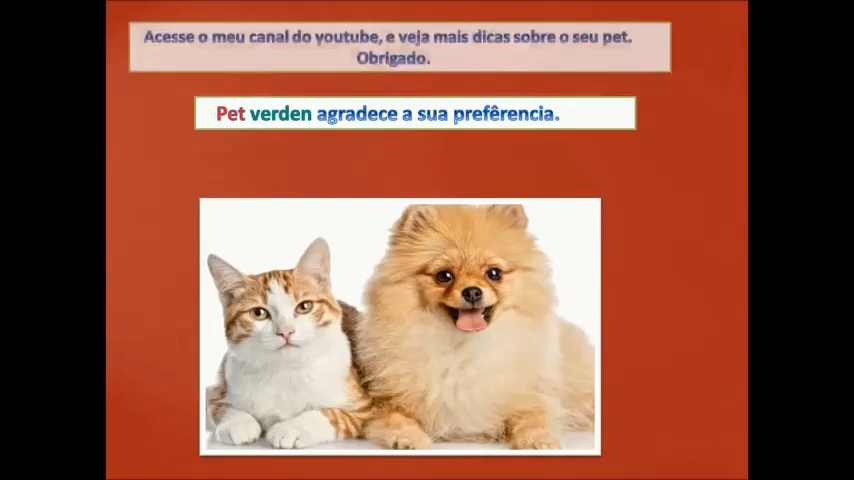 Acesse o meu canal do youtube, e veja mais dicas sobre o seu pet.
Obrigado.
Pet verden agradece a sua prefêrencia.